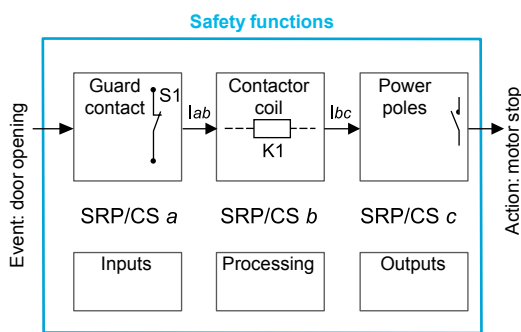 Safety functions
Event: door opening
Guard
contact
S1
Iab
Contactor
coil
K1
Ibc
Power
poles
Action: motor stop
SRP/CS a
SRP/CS b
SRP/CS c
Inputs
Processing
Outputs